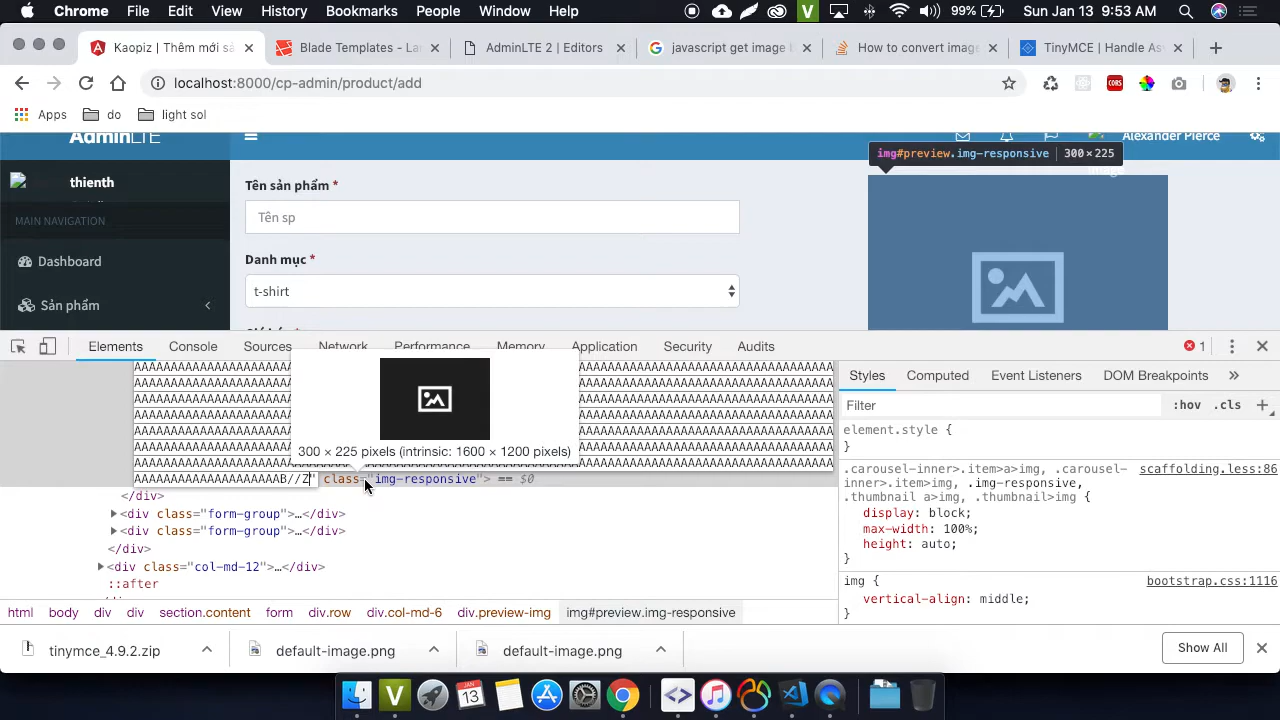 Chrome File Edit View History Bookmarks People Window Help V 99% Sun Jan 13 9:53 AM
Kaopiz | Thêm mới sả Blade Templates - La AdminLTE 2 | Editors javascript get image b How to convert imag TinyMCE | Handle As
localhost:8000/cp-admin/product/add CORS
Apps do light sol
AdminLTE Alexander Pierce
img#preview.img-responsive 300×225
thienth
Tên sản phẩm *
MAIN NAVIGATION
Tên sp
Danh mục *
Dashboard
t-shirt
Sản phẩm
Elements Console Sources Network Performance Memory Application Security Audits 1
Styles Computed Event Listeners DOM Breakpoints
Filter :hov .cls
300 × 225 pixels (intrinsic: 1600 × 1200 pixels)
element.style {
}
.carousel-inner>.item>a>img, .carousel- scaffolding.less:86
inner>.item>img, .img-responsive,
.thumbnail a>img, .thumbnail>img {
display: block;
max-width: 100%;
height: auto;
}
class="img-responsive"> == $0
</div>
<div class="form-group">…</div>
<div class="form-group">…</div>
</div>
<div class="col-md-12">…</div>
::after
img { bootstrap.css:1116
vertical-align: middle;
}
html body div div section.content form div.row div.col-md-6 div.preview-img img#preview.img-responsive
tinymce_4.9.2.zip default-image.png default-image.png Show All